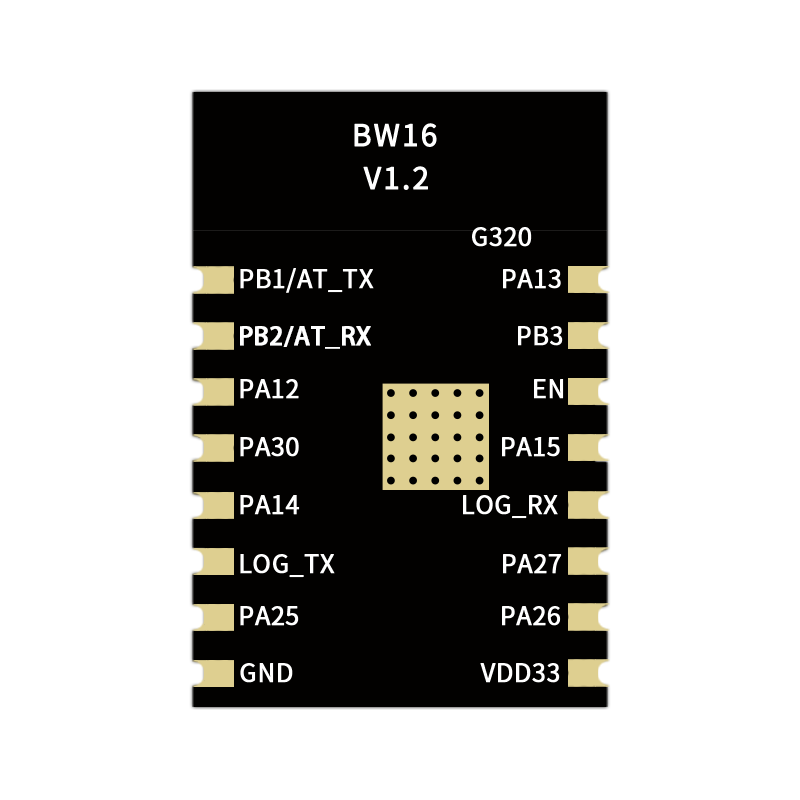 BW16
V1.2
G320
PB1/AT_TX PA13
PB2/AT_RX PB3
PA12 EN
PA30 PA15
PA14 LOG_RX
LOG_TX PA27
PA25 PA26
GND VDD33